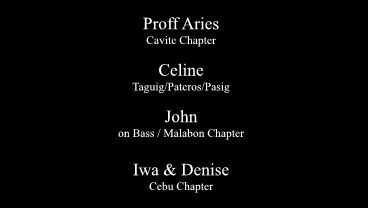 Proff Aries
Cavite Chapter
Celine
Taguig/Pateros/Pasig
John
on Bass / Malabon Chapter
Iwa & Denise
Cebu Chapter